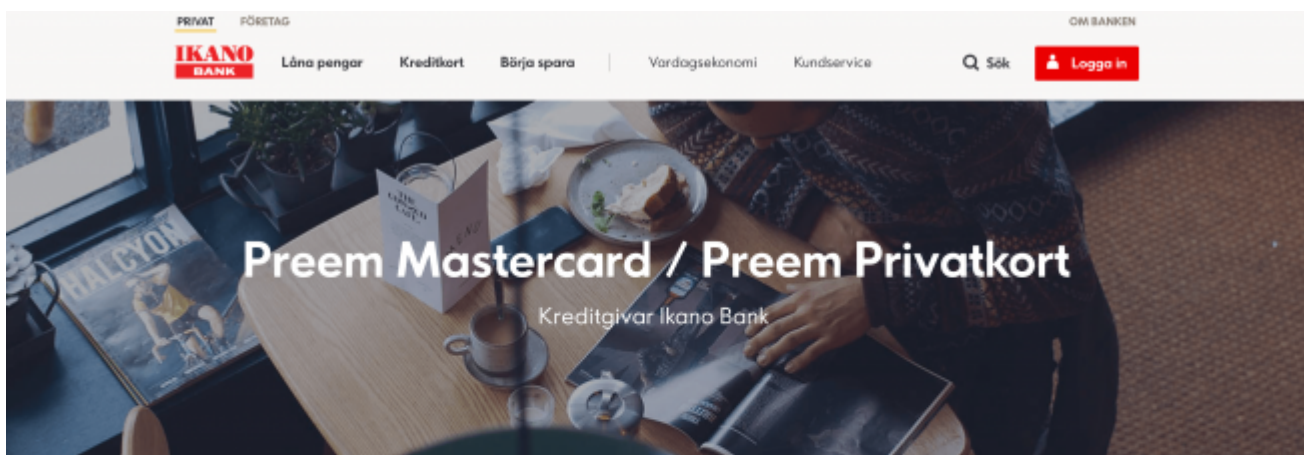 PRIVAT FÖRETAG OM BANKEN
IKANO
BANK
Låna pengar Kreditkort Börja spara Vardagsekonomi Kundservice Sök Logga in
HALCYON
Preem Mastercard / Preem Privatkort
Kreditgivar Ikano Bank